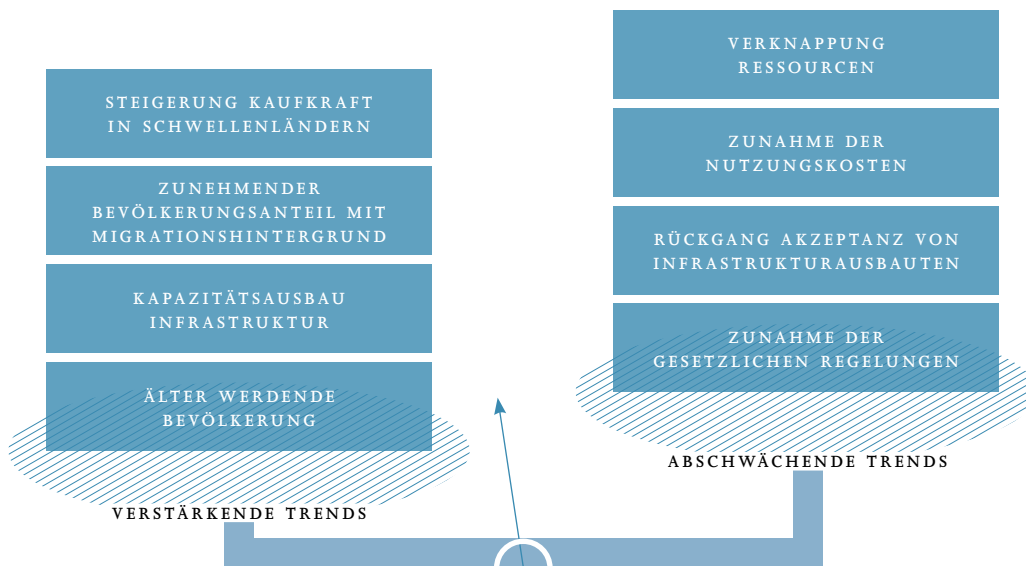 STEIGERUNG KAUFKRAFT
IN SCHWELLENLÄNDERN
ZUNEHMENDER
BEVÖLKERUNGSANTEIL MIT
MIGRATIONSHINTERGRUND
KAPAZITÄTSAUSBAU
INFRASTRUKTUR
ÄLTER WERDENDE
BEVÖLKERUNG
VERSTÄRKENDE TRENDS
VERKNAPPUNG
RESSOURCEN
ZUNAHME DER
NUTZUNGSKOSTEN
RÜCKGANG AKZEPTANZ VON
INFRASTRUKTURAUSBAUTEN
ZUNAHME DER
GESETZLICHEN REGELUNGEN
ABSCHWÄCHENDE TRENDS